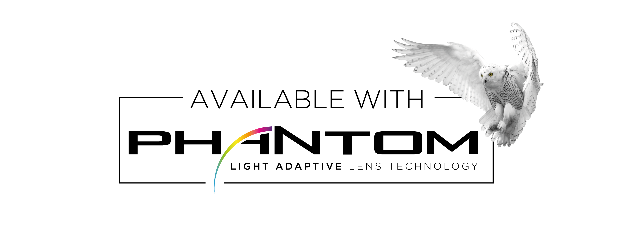 AVAILABLE WITH
PHANTOM
LIGHT ADAPTIVE LENS TECHNOLOGY